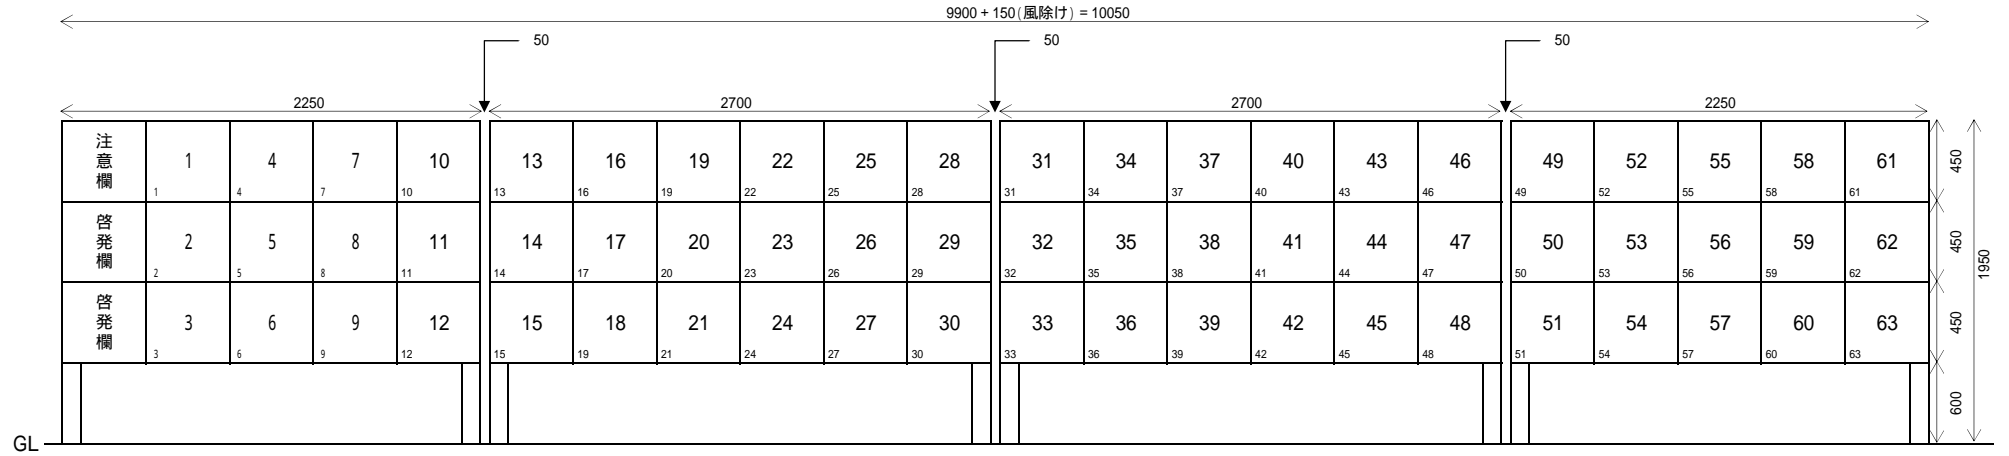 9900 + 150(風除け) = 10050
50 50 50
2250 2700 2700 2250
注意欄 1 4 7 10 13 16 19 22 25 28 31 34 37 40 43 46 49 52 55 58 61 450
1 4 7 10 13 16 19 22 25 28 31 34 37 40 43 46 49 52 55 58 61
啓発欄 2 5 8 11 14 17 20 23 26 29 32 35 38 41 44 47 50 53 56 59 62 450 1950
2 5 8 11 14 17 20 23 26 29 32 35 38 41 44 47 50 53 56 59 62
啓発欄 3 6 9 12 15 18 21 24 27 30 33 36 39 42 45 48 51 54 57 60 63 450
3 6 9 12 15 19 21 24 27 30 33 36 39 42 45 48 51 54 57 60 63
600
GL